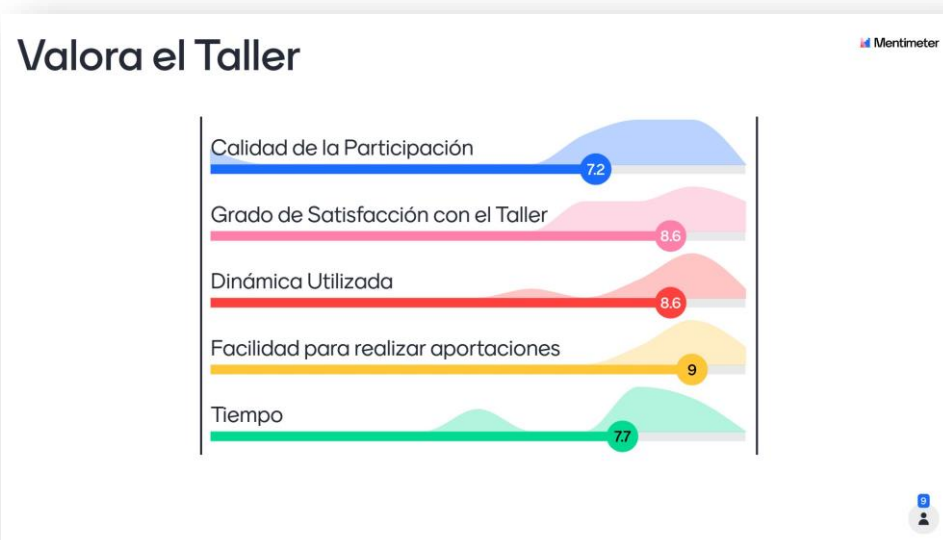 Valora el Taller
Mentimeter
Calidad de la Participación
7.2
Grado de Satisfacción con el Taller
8.6
Dinámica Utilizada
8.6
Facilidad para realizar aportaciones
9
Tiempo
7.7
9